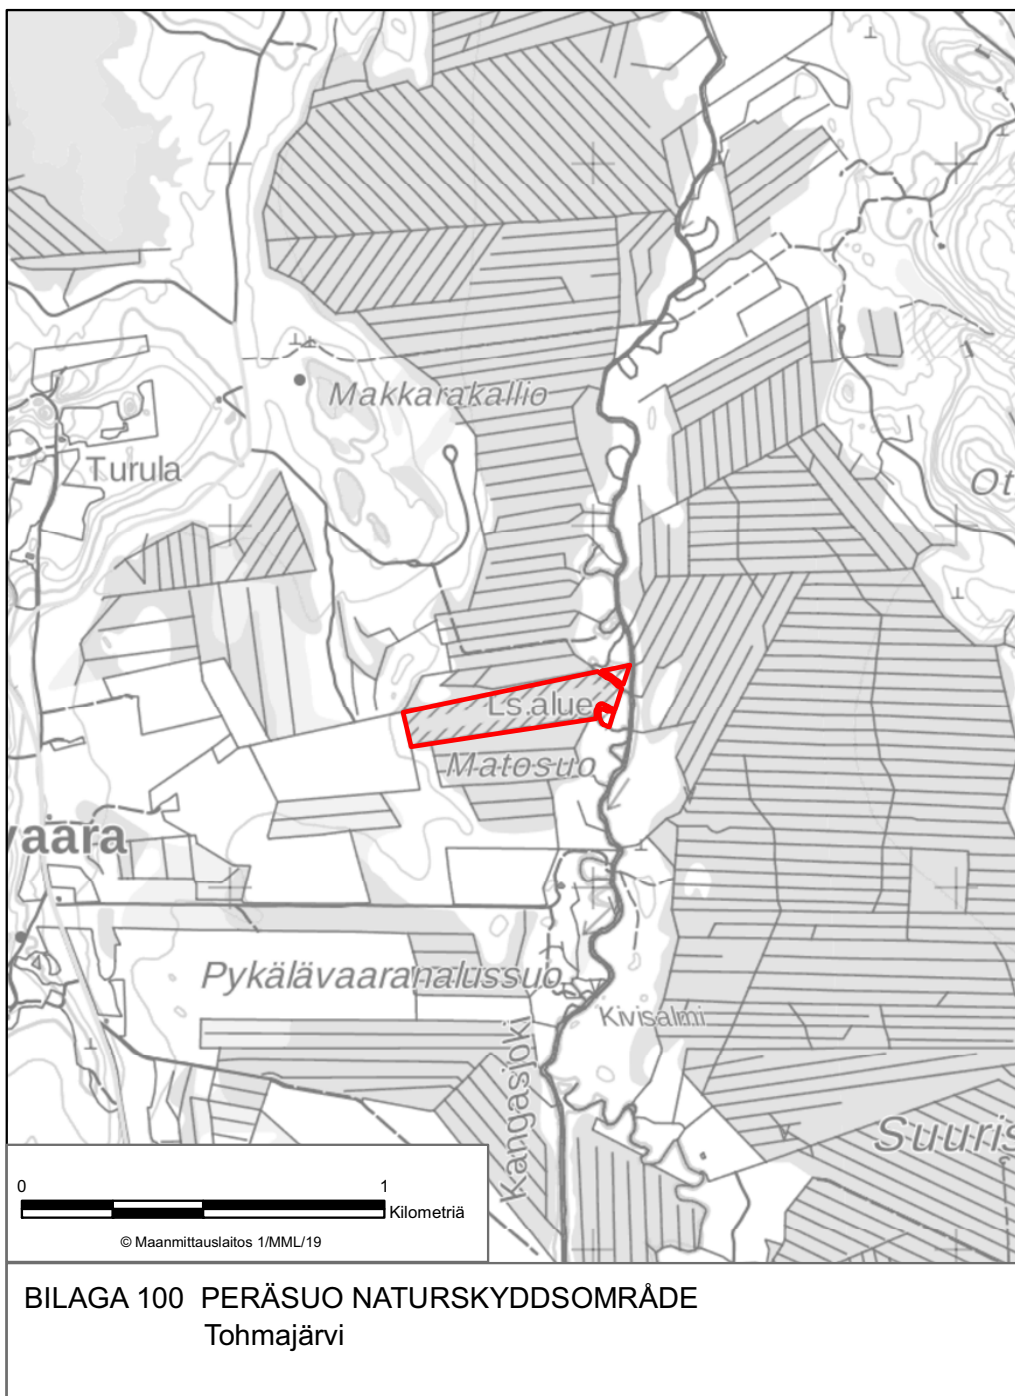 Makkarakallio
Turula
Ot
Ls.alue
Matosuo
vaara
Pykälävaaranalussuo
Kivisalmi
Kangasjoki
Suuris
0 1
Kilometriä
© Maanmittauslaitos 1/MML/19
BILAGA 100 PERÄSUO NATURSKYDDSOMRÅDE
Tohmajärvi